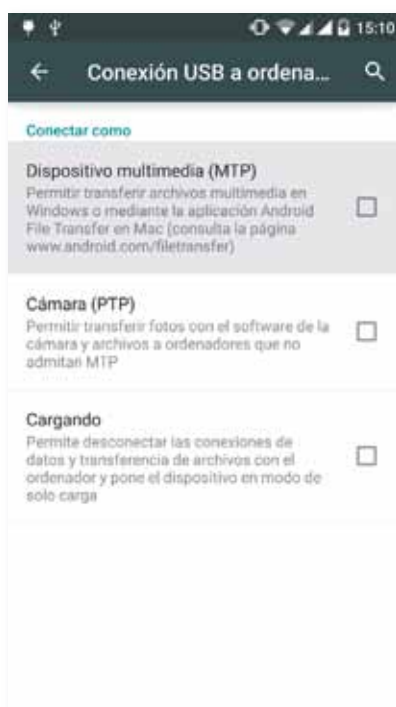 15:10
Conexión USB a ordena...
Conectar como
Dispositivo multimedia (MTP)
Permitir transferir archivos multimedia en
Windows o mediante la aplicación Android
File Transfer en Mac (consulta la página
www.android.com/filetransfer)
Cámara (PTP)
Permitir transferir fotos con el software de la
cámara y archivos a ordenadores que no
admitan MTP
Cargando
Permite desconectar las conexiones de
datos y transferencia de archivos con el
ordenador y pone el dispositivo en modo de
solo carga